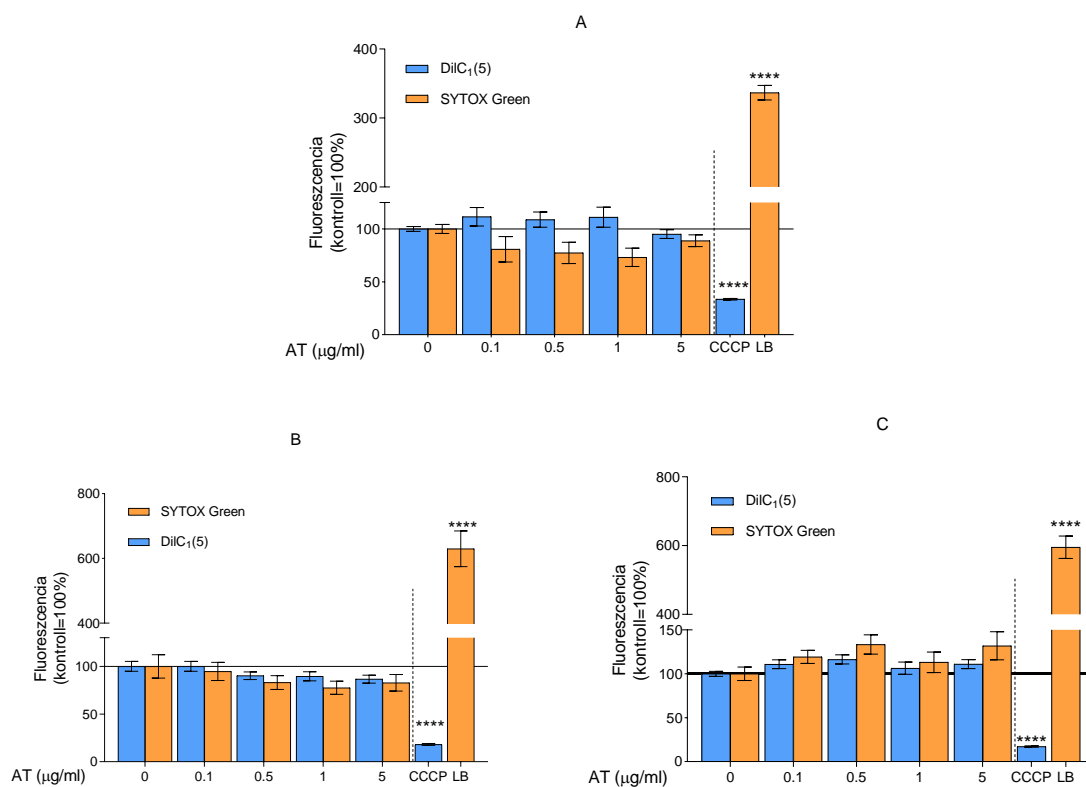 A
400
300
200
100
50
0
Fluoreszcencia
(kontroll=100%)
DilC₁(5)
SYTOX Green
****
****
AT (μg/ml)
0 0.1 0.5 1 5 CCCP LB
B
800
600
400
100
50
0
Fluoreszcencia
(kontroll=100%)
SYTOX Green
DilC₁(5)
****
****
AT (μg/ml)
0 0.1 0.5 1 5 CCCP LB
C
800
600
400
150
100
50
0
Fluoreszcencia
(kontroll=100%)
DilC₁(5)
SYTOX Green
****
****
AT (μg/ml)
0 0.1 0.5 1 5 CCCP LB